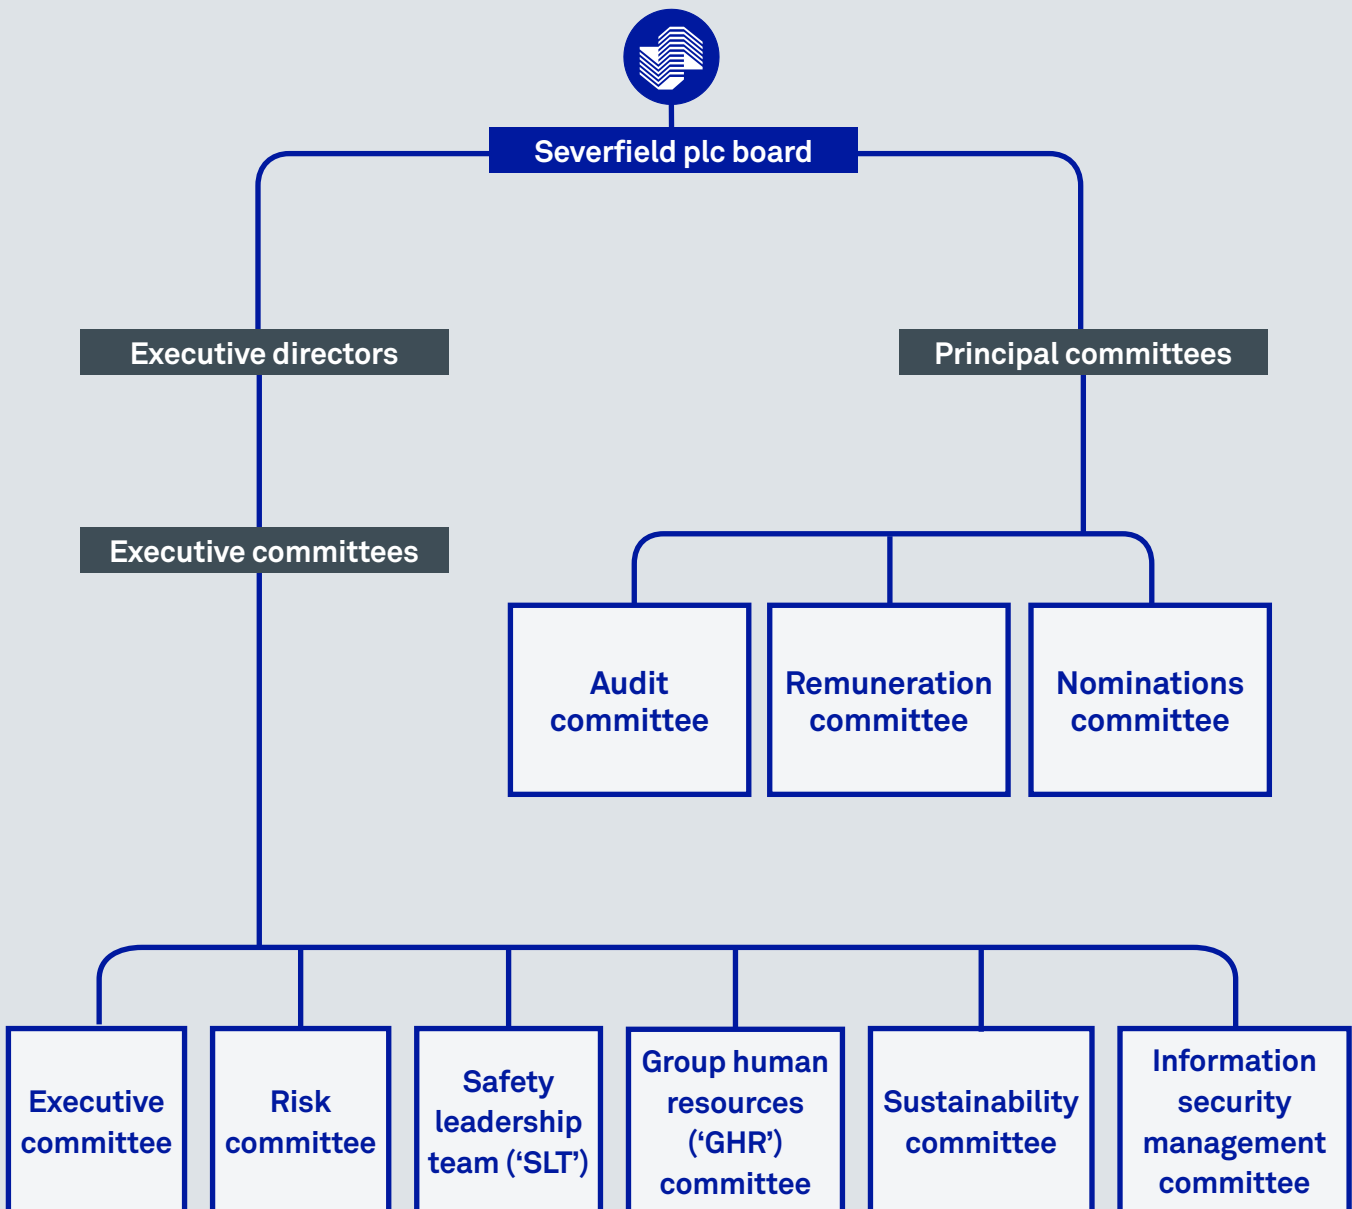 Severfield plc board
Executive directors
Principal committees
Executive committees
Audit
committee
Remuneration
committee
Nominations
committee
Executive
committee
Risk
committee
Safety
leadership
team (‘SLT’)
Group human
resources
(‘GHR’)
committee
Sustainability
committee
Information
security
management
committee